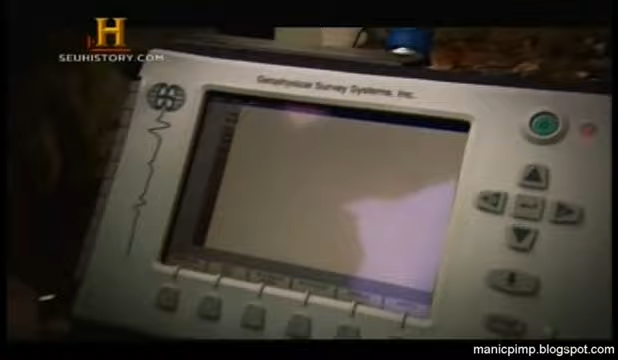 H
SEUHISTORY.COM
Geophysical Survey Systems, Inc.
manicpimp.blogspot.com